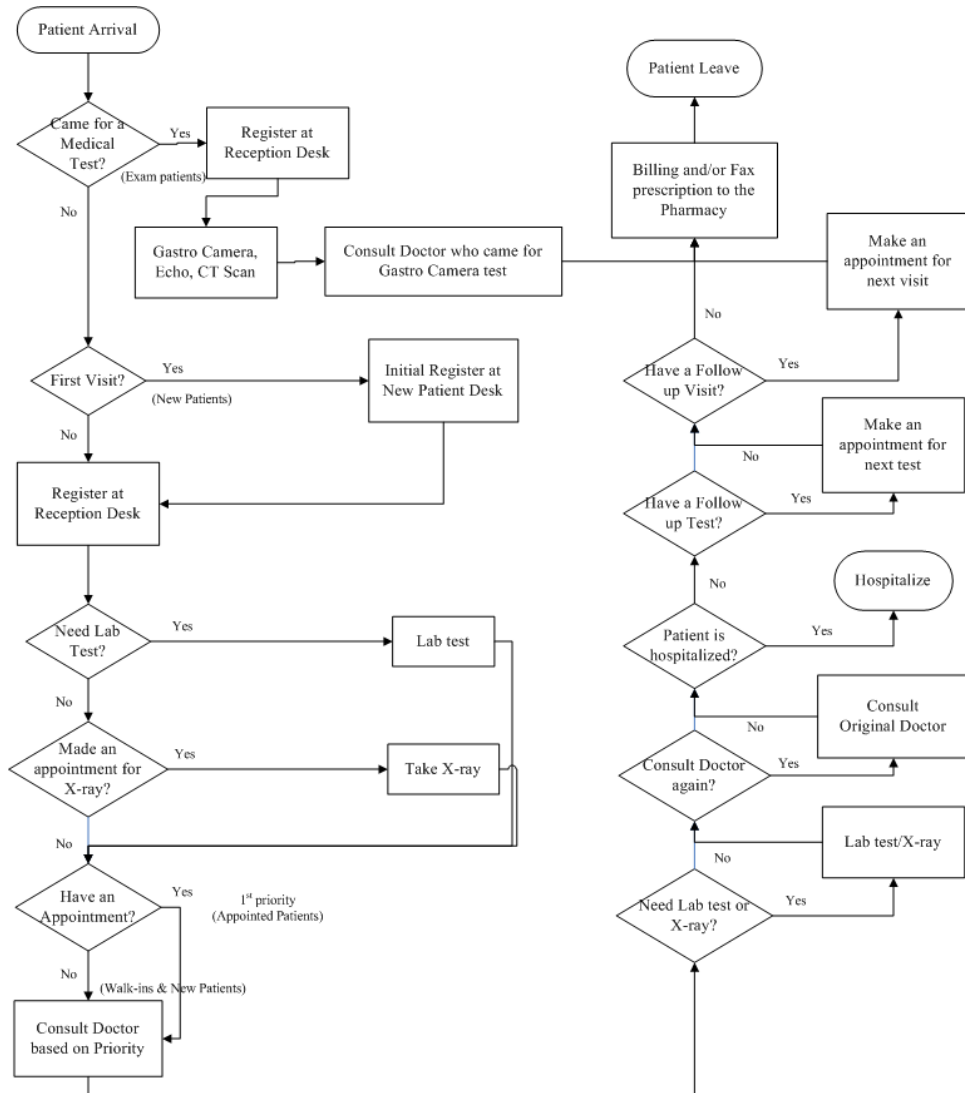 Patient Arrival
Came for a
Medical
Test?
Yes
(Exam patients)
No
Register at
Reception Desk
Gastro Camera,
Echo, CT Scan
Consult Doctor who came for
Gastro Camera test
First Visit?
Yes
(New Patients)
No
Initial Register at
New Patient Desk
Register at
Reception Desk
Need Lab
Test?
Yes
No
Lab test
Made an
appointment for
X-ray?
Yes
No
Take X-ray
Have an
Appointment?
Yes
1st priority
(Appointed Patients)
No
(Walk-ins & New Patients)
Consult Doctor
based on Priority
Patient Leave
Billing and/or Fax
prescription to the
Pharmacy
Make an
appointment for
next visit
No
Have a Follow
up Visit?
Yes
Make an
appointment for
next test
No
Have a Follow
up Test?
Yes
No
Hospitalize
Patient is
hospitalized?
Yes
Consult
Original Doctor
No
Consult Doctor
again?
Yes
Lab test/X-ray
No
Need Lab test or
X-ray?
Yes